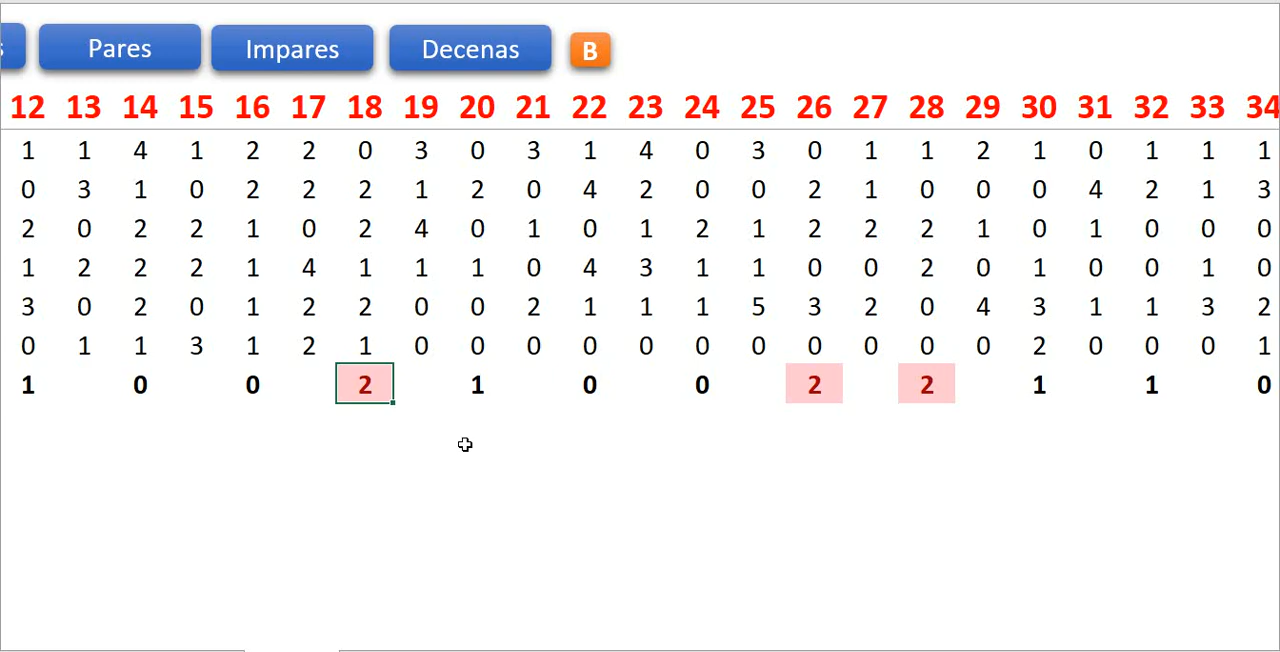 s Pares Impares Decenas B
12 13 14 15 16 17 18 19 20 21 22 23 24 25 26 27 28 29 30 31 32 33 34
1 1 4 1 2 2 0 3 0 3 1 4 0 3 0 1 1 2 1 0 1 1 1
0 3 1 0 2 2 2 1 2 0 4 2 0 0 2 1 0 0 0 4 2 1 3
2 0 2 2 1 0 2 4 0 1 0 1 2 1 2 2 2 1 0 1 0 0 0
1 2 2 2 1 4 1 1 1 0 4 3 1 1 0 0 2 0 1 0 0 1 0
3 0 2 0 1 2 2 0 0 2 1 1 1 5 3 2 0 4 3 1 1 3 2
0 1 1 3 1 2 1 0 0 0 0 0 0 0 0 0 0 0 2 0 0 0 1
1 0 0 2 1 0 0 2 2 1 1 0